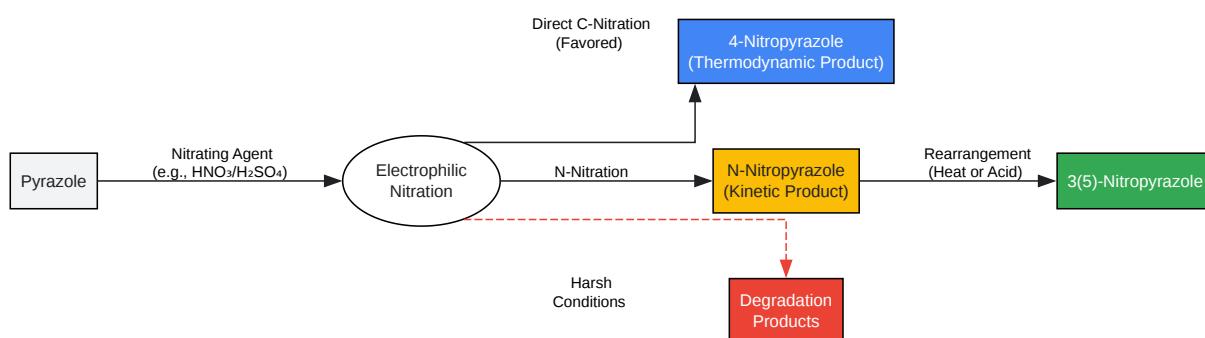 Direct C-Nitration
(Favored)
4-Nitropyrazole
(Thermodynamic Product)
Pyrazole
Nitrating Agent
(e.g., HNO₃/H₂SO₄)
Electrophilic
Nitration
N-Nitration
N-Nitropyrazole
(Kinetic Product)
Rearrangement
(Heat or Acid)
3(5)-Nitropyrazole
Harsh
Conditions
Degradation
Products